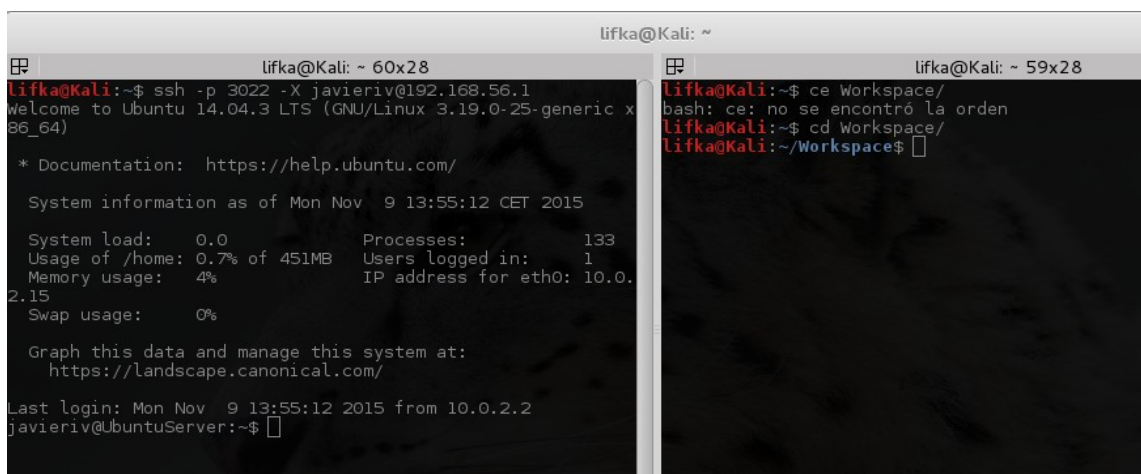 lifka@Kali: ~
lifka@Kali: ~ 60x28
lifka@Kali:~$ ssh -p 3022 -X javieriv@192.168.56.1
Welcome to Ubuntu 14.04.3 LTS (GNU/Linux 3.19.0-25-generic x
86_64)
* Documentation:  https://help.ubuntu.com/
System information as of Mon Nov  9 13:55:12 CET 2015
System load:    0.0               Processes:           133
Usage of /home: 0.7% of 451MB   Users logged in:     1
Memory usage:   4%                IP address for eth0: 10.0.
2.15
Swap usage:     0%
Graph this data and manage this system at:
https://landscape.canonical.com/
Last login: Mon Nov  9 13:55:12 2015 from 10.0.2.2
javieriv@UbuntuServer:~$
lifka@Kali: ~ 59x28
lifka@Kali:~$ ce Workspace/
bash: ce: no se encontró la orden
lifka@Kali:~$ cd Workspace/
lifka@Kali:~/Workspace$